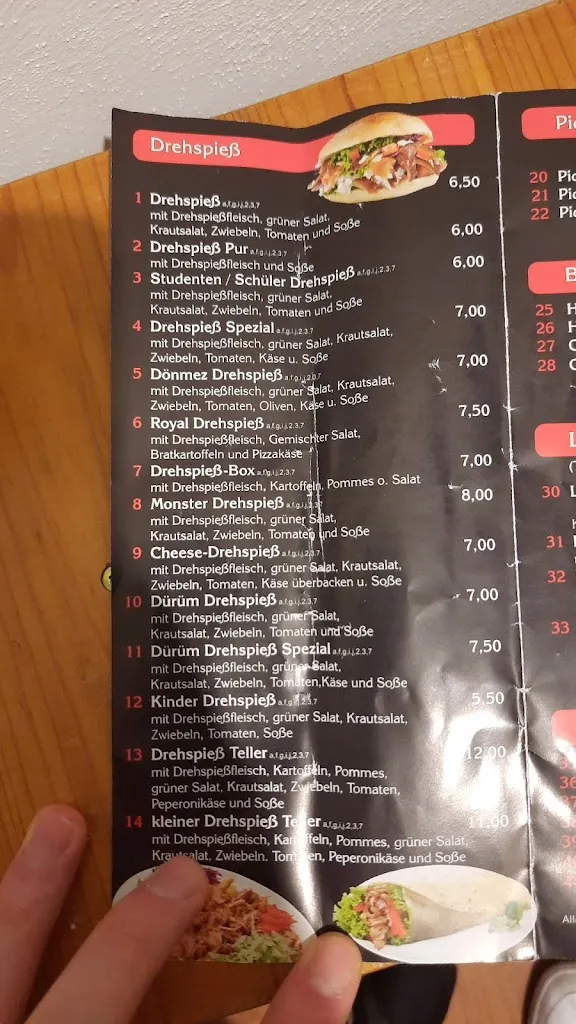 Drehspieß
1 Drehspieß a,f,g,i,j,2,3,7 6,50
mit Drehspießfleisch, grüner Salat,
Krautsalat, Zwiebeln, Tomaten und Soße
2 Drehspieß Pur a,f,g,i,j,2,3,7 6,00
mit Drehspießfleisch und Soße
3 Studenten / Schüler Drehspieß a,f,g,i,j,2,3,7 6,00
mit Drehspießfleisch, grüner Salat,
Krautsalat, Zwiebeln, Tomaten und Soße
4 Drehspieß Spezial a,f,g,i,j,2,3,7 7,00
mit Drehspießfleisch, grüner Salat, Krautsalat,
Zwiebeln, Tomaten, Käse u. Soße
5 Dönmez Drehspieß a,f,g,i,j,2,3,7 7,00
mit Drehspießfleisch, grüner Salat, Krautsalat,
Zwiebeln, Tomaten, Oliven, Käse u. Soße
6 Royal Drehspieß a,f,g,i,j,2,3,7 7,50
mit Drehspießfleisch, Gemischter Salat,
Bratkartoffeln und Pizzakäse
7 Drehspieß-Box a,f,g,i,j,2,3,7 7,00
mit Drehspießfleisch, Kartoffeln, Pommes o. Salat
8 Monster Drehspieß a,f,g,i,j,2,3,7 8,00
mit Drehspießfleisch, grüner Salat,
Krautsalat, Zwiebeln, Tomaten und Soße
9 Cheese-Drehspieß a,f,g,i,j,2,3,7 7,00
mit Drehspießfleisch, grüner Salat, Krautsalat,
Zwiebeln, Tomaten, Käse überbacken u. Soße
10 Dürüm Drehspieß a,f,g,i,j,2,3,7 7,00
mit Drehspießfleisch, grüner Salat,
Krautsalat, Zwiebeln, Tomaten und Soße
11 Dürüm Drehspieß Spezial a,f,g,i,j,2,3,7 7,50
mit Drehspießfleisch, grüner Salat,
Krautsalat, Zwiebeln, Tomaten,Käse und Soße
12 Kinder Drehspieß a,f,g,i,j,2,3,7 5,50
mit Drehspießfleisch, grüner Salat, Krautsalat,
Zwiebeln, Tomaten, Soße
13 Drehspieß Teller a,f,g,i,j,2,3,7 12,00
mit Drehspießfleisch, Kartoffeln, Pommes,
grüner Salat, Krautsalat, Zwiebeln, Tomaten,
Peperonikäse und Soße
14 kleiner Drehspieß Teller a,f,g,i,j,2,3,7 11,00
mit Drehspießfleisch, Kartoffeln, Pommes, grüner Salat,
Krautsalat, Zwiebeln, Tomaten, Peperonikäse und Soße
20
21
22
25
26
27
28
30
31
32
33